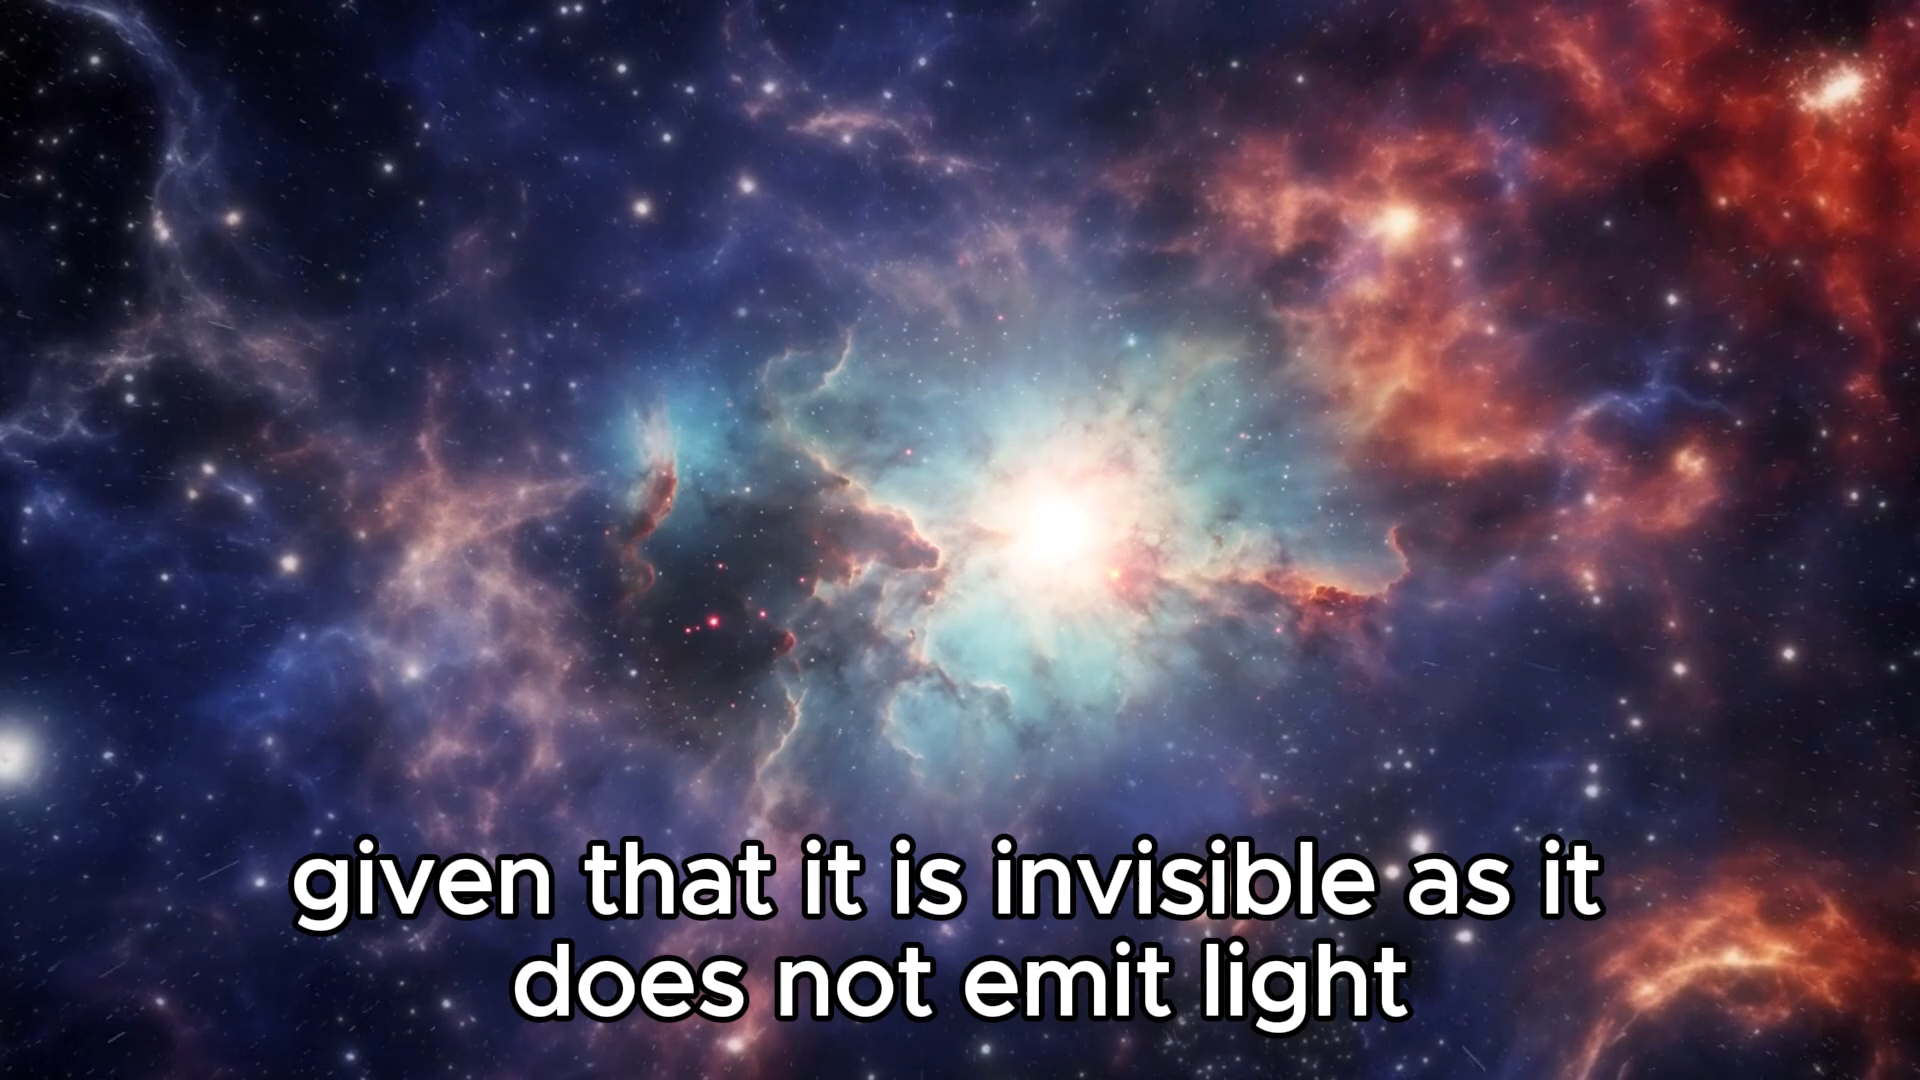 given that it is invisible as it
does not emit light